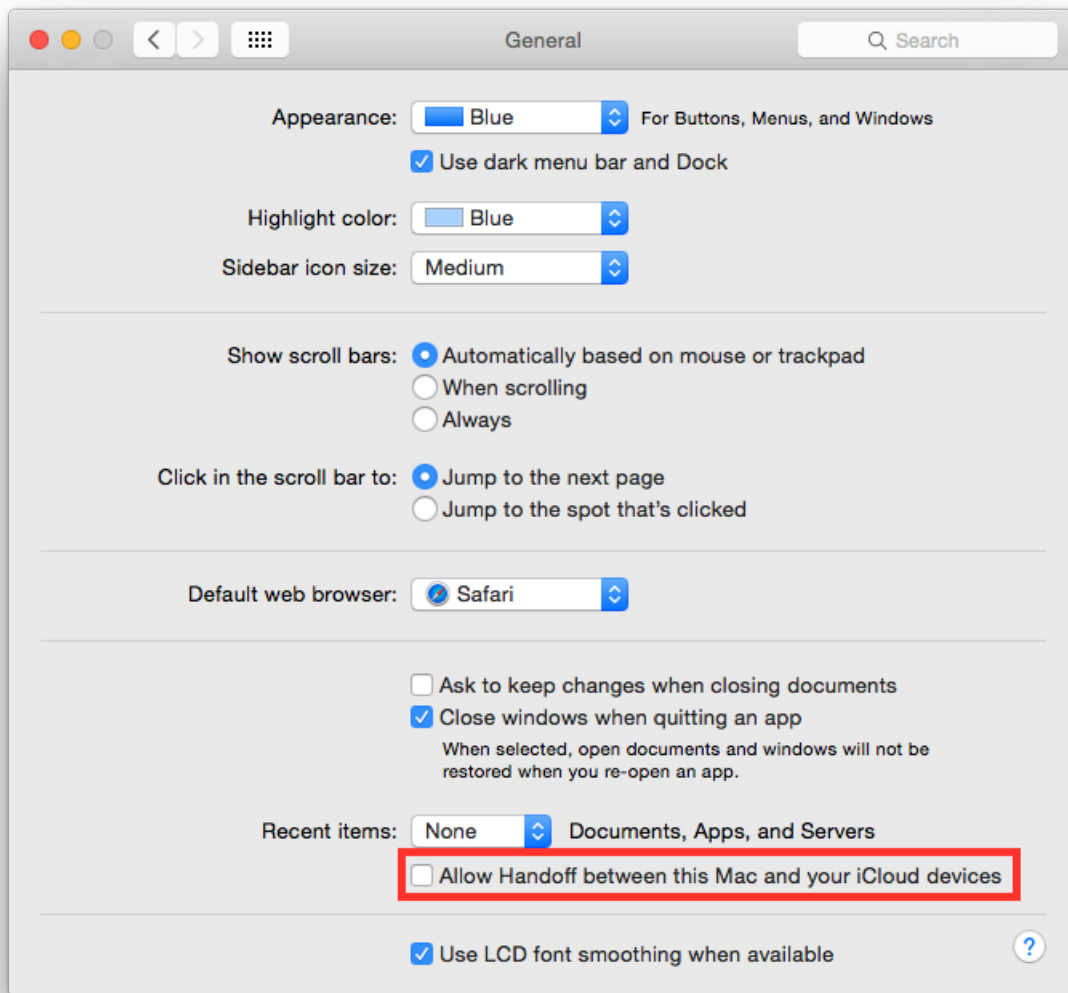 General
Search
Appearance: Blue For Buttons, Menus, and Windows
Use dark menu bar and Dock
Highlight color: Blue
Sidebar icon size: Medium
Show scroll bars: Automatically based on mouse or trackpad
When scrolling
Always
Click in the scroll bar to: Jump to the next page
Jump to the spot that's clicked
Default web browser: Safari
Ask to keep changes when closing documents
Close windows when quitting an app
When selected, open documents and windows will not be
restored when you re-open an app.
Recent items: None Documents, Apps, and Servers
Allow Handoff between this Mac and your iCloud devices
Use LCD font smoothing when available
?